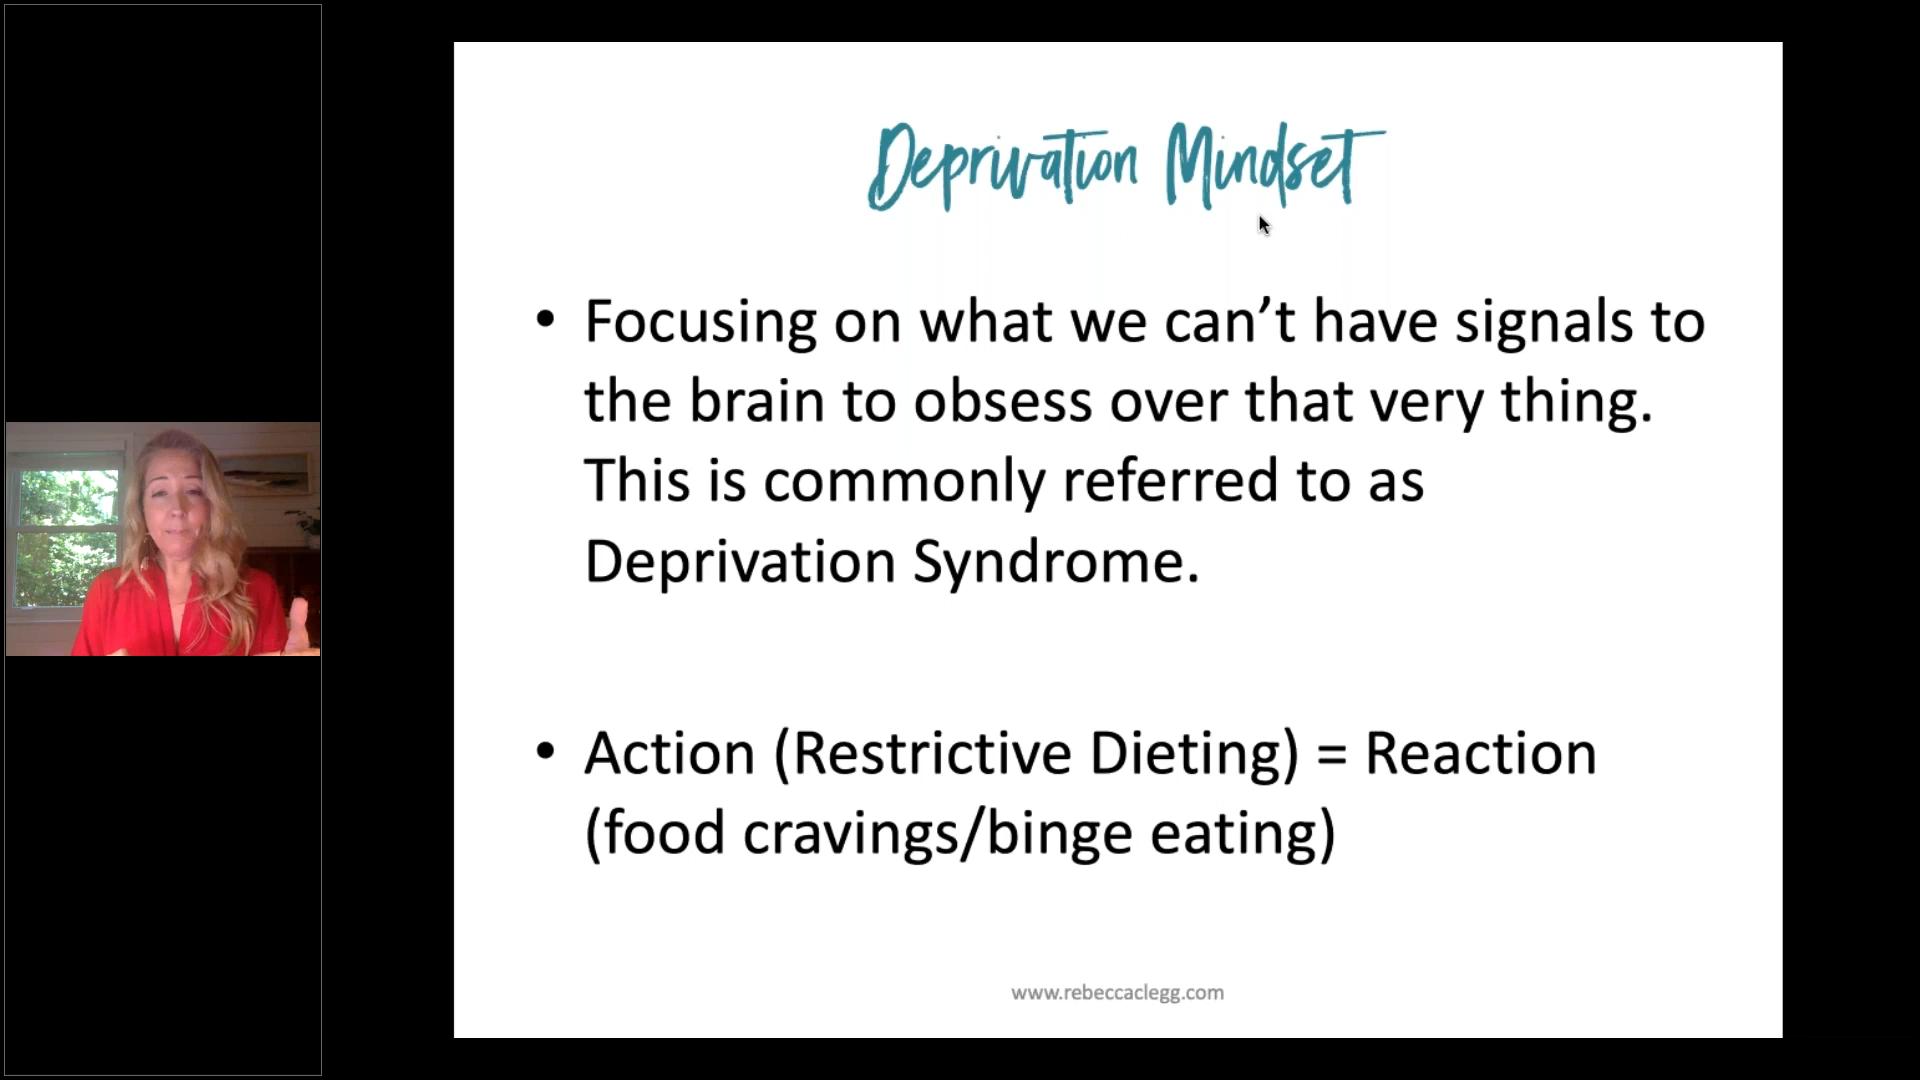 Deprivation Mindset
• Focusing on what we can’t have signals to
the brain to obsess over that very thing.
This is commonly referred to as
Deprivation Syndrome.
• Action (Restrictive Dieting) = Reaction
(food cravings/binge eating)
www.rebeccaclegg.com